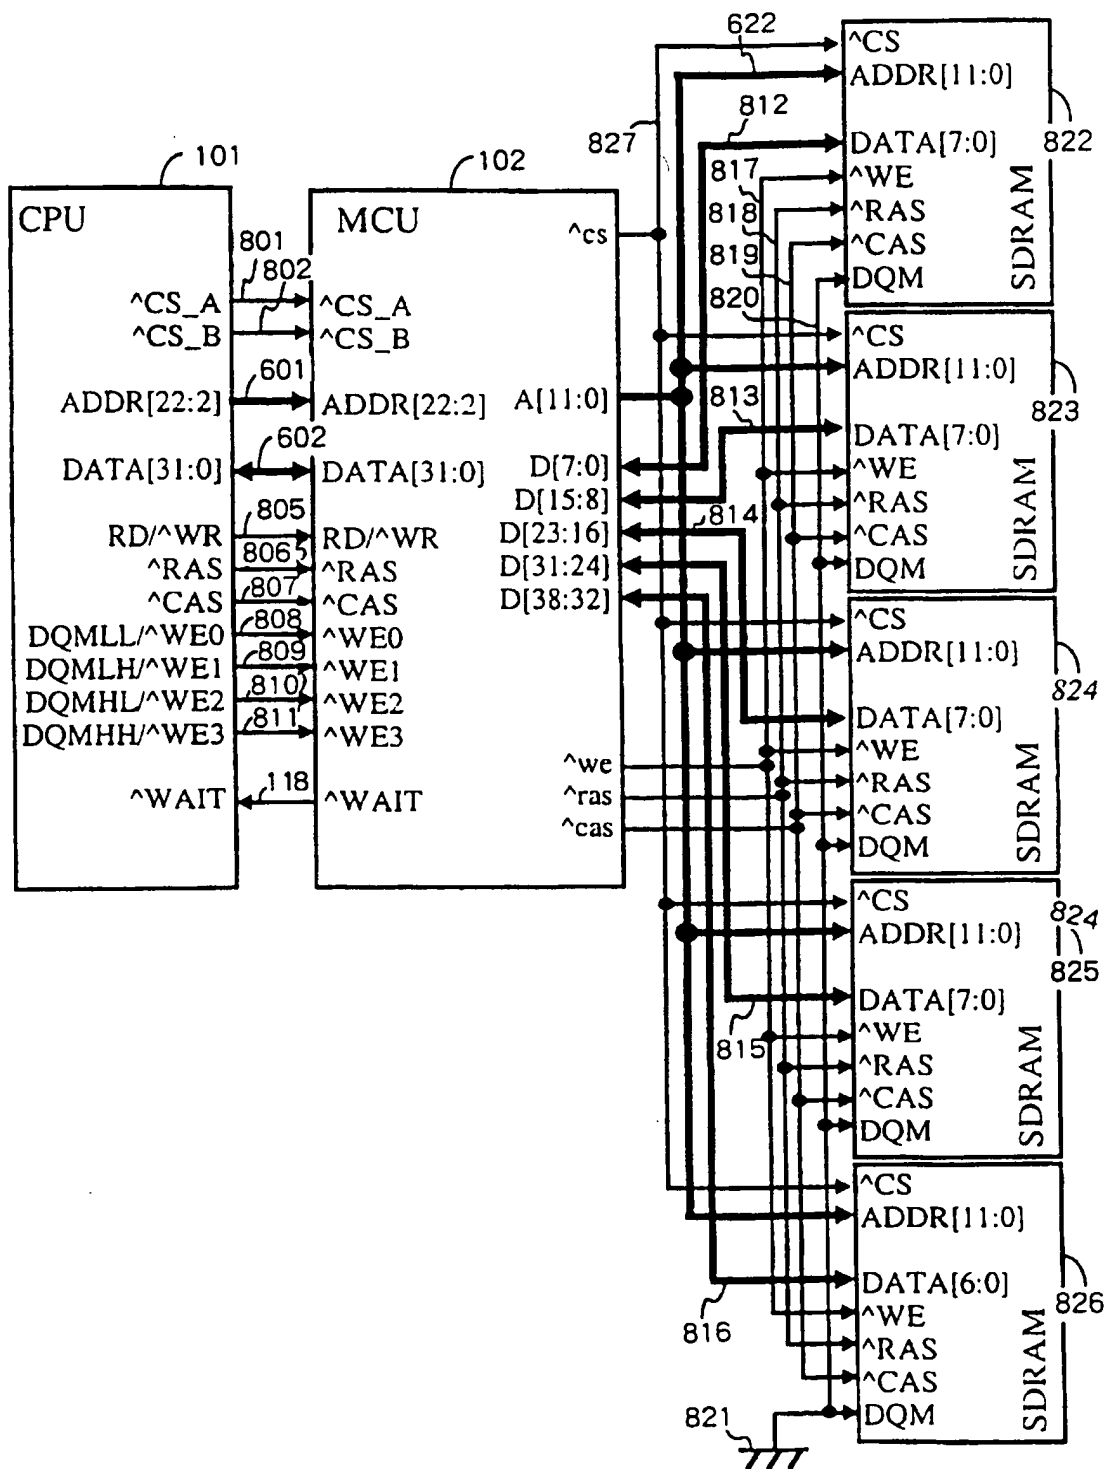 101
CPU
801
802
^CS_A
^CS_B
601
ADDR[22:2]
602
DATA[31:0]
805
RD/^WR
806
^RAS
807
^CAS
808
DQMLL/^WE0
809
DQMLH/^WE1
810
DQMHL/^WE2
811
DQMHH/^WE3
118
^WAIT
102
MCU
^CS_A
^CS_B
ADDR[22:2]
DATA[31:0]
RD/^WR
^RAS
^CAS
^WE0
^WE1
^WE2
^WE3
^WAIT
^cs
A[11:0]
D[7:0]
D[15:8]
D[23:16]
D[31:24]
D[38:32]
^we
^ras
^cas
622
827
812
817
818
819
820
813
814
815
816
821
^CS
ADDR[11:0]
DATA[7:0]
^WE
^RAS
^CAS
DQM
SDRAM
822
^CS
ADDR[11:0]
DATA[7:0]
^WE
^RAS
^CAS
DQM
SDRAM
823
^CS
ADDR[11:0]
DATA[7:0]
^WE
^RAS
^CAS
DQM
SDRAM
824
^CS
ADDR[11:0]
DATA[7:0]
^WE
^RAS
^CAS
DQM
SDRAM
824
825
^CS
ADDR[11:0]
DATA[6:0]
^WE
^RAS
^CAS
DQM
SDRAM
826